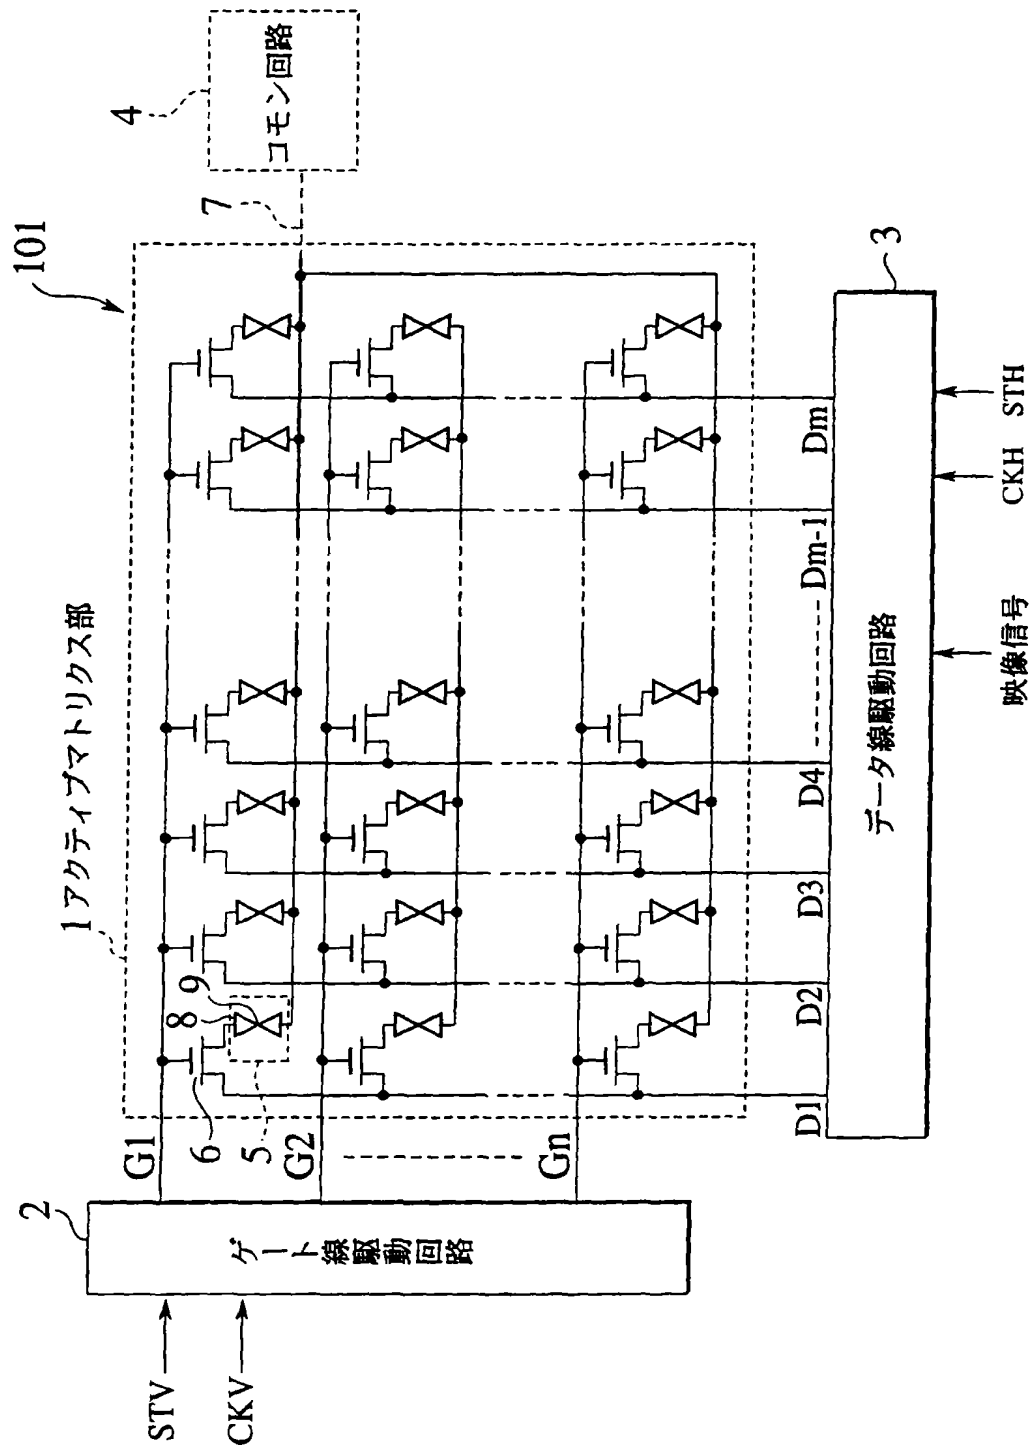 101
1アクティブマトリクス部
4
コモン回路
7
2
ゲート線駆動回路
STV
CKV
G1
G2
Gn
6
8
9
5
D1
D2
D3
D4
Dm-1
Dm
3
データ線駆動回路
映像信号
CKH
STH